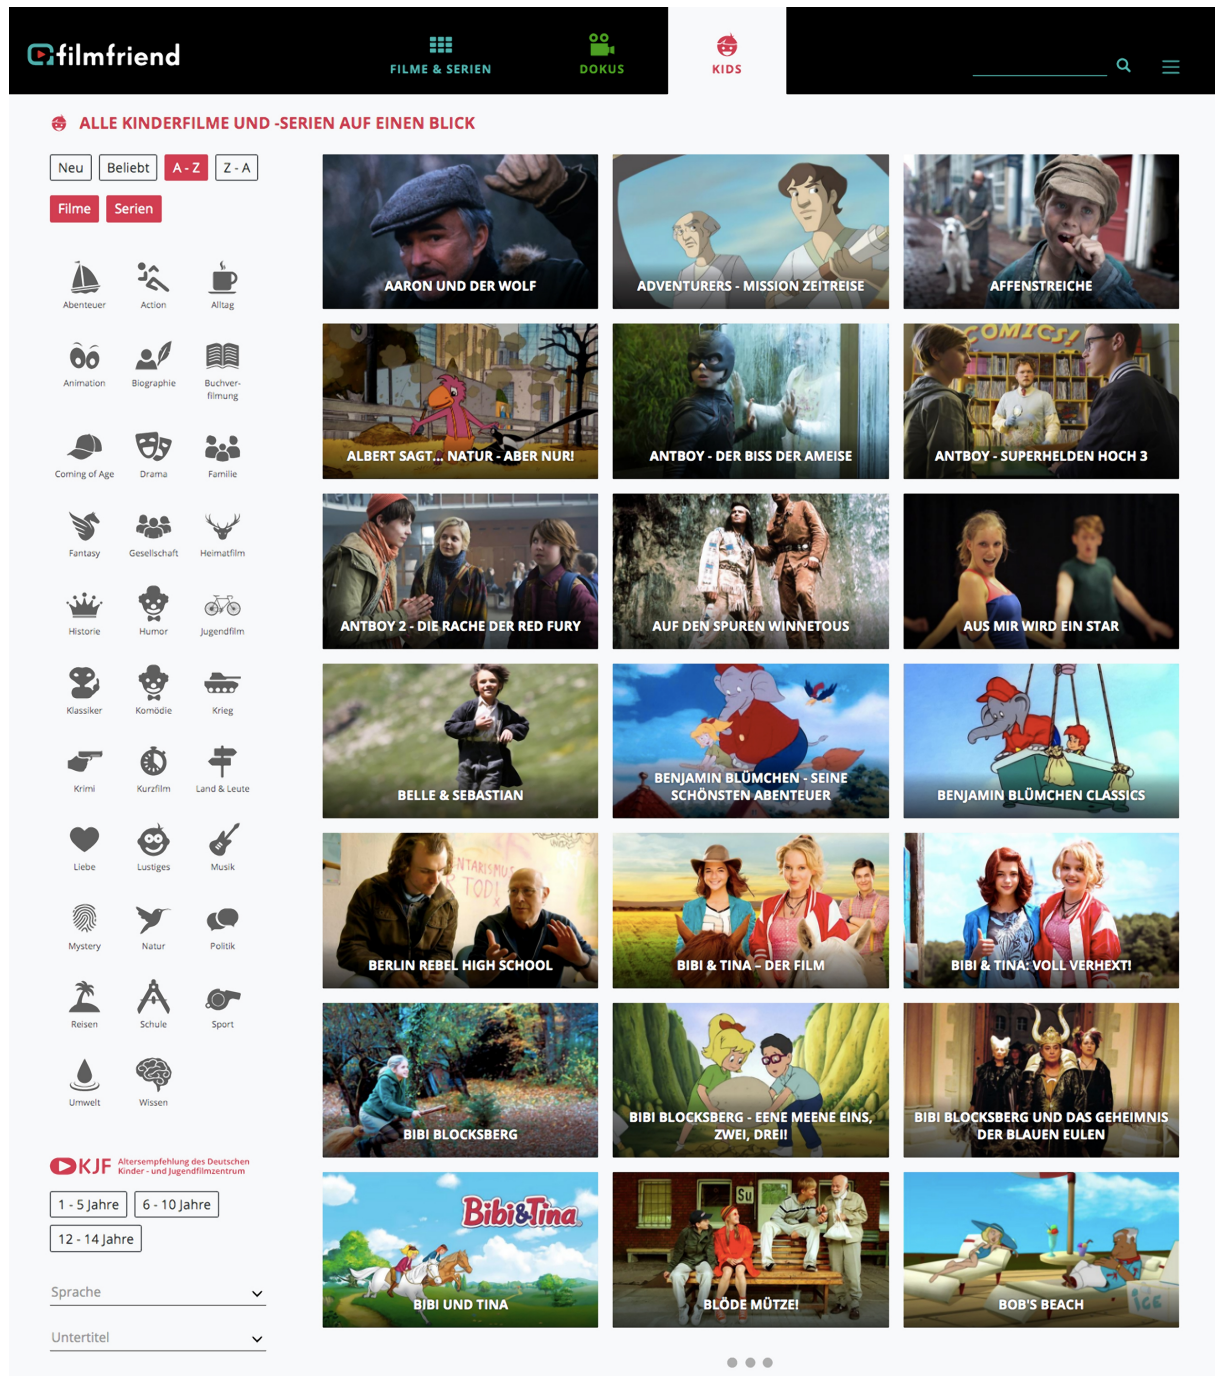 filmfriend
FILME & SERIEN
DOKUS
KIDS
ALLE KINDERFILME UND -SERIEN AUF EINEN BLICK
Neu Beliebt A - Z Z - A
Filme Serien
Abenteuer Action Alltag
Animation Biographie Buchver-
filmung
Coming of Age Drama Familie
Fantasy Gesellschaft Heimatfilm
Historie Humor Jugendfilm
Klassiker Komödie Krieg
Krimi Kurzfilm Land & Leute
Liebe Lustiges Musik
Mystery Natur Politik
Reisen Schule Sport
Umwelt Wissen
KJF Altersempfehlung des Deutschen
Kinder - und Jugendfilmzentrum
1 - 5 Jahre 6 - 10 Jahre
12 - 14 Jahre
Sprache
Untertitel
AARON UND DER WOLF
ADVENTURERS - MISSION ZEITREISE
AFFENSTREICHE
ALBERT SAGT... NATUR - ABER NUR!
ANTBOY - DER BISS DER AMEISE
COMICS!
ANTBOY - SUPERHELDEN HOCH 3
ANTBOY 2 - DIE RACHE DER RED FURY
AUF DEN SPUREN WINNETOUS
AUS MIR WIRD EIN STAR
BELLE & SEBASTIAN
BENJAMIN BLÜMCHEN - SEINE
SCHÖNSTEN ABENTEUER
BENJAMIN BLÜMCHEN CLASSICS
NTARISMUS
R TOD!
BERLIN REBEL HIGH SCHOOL
BIBI & TINA – DER FILM
BIBI & TINA: VOLL VERHEXT!
BIBI BLOCKSBERG
BIBI BLOCKSBERG - EENE MEENE EINS,
ZWEI, DREI!
BIBI BLOCKSBERG UND DAS GEHEIMNIS
DER BLAUEN EULEN
Bibi&Tina
BIBI UND TINA
Su
BLÖDE MÜTZE!
ICE
BOB'S BEACH